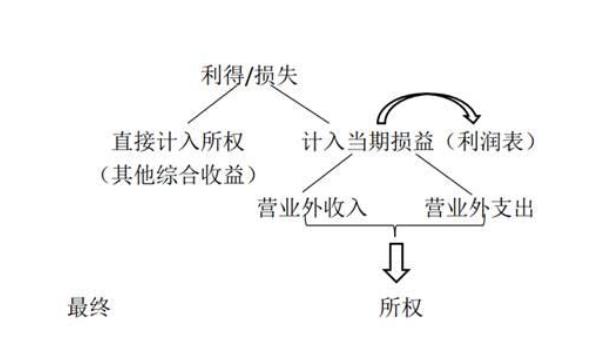 利得/损失
直接计入所权 计入当期损益（利润表）
（其他综合收益）
营业外收入 营业外支出
最终 所权